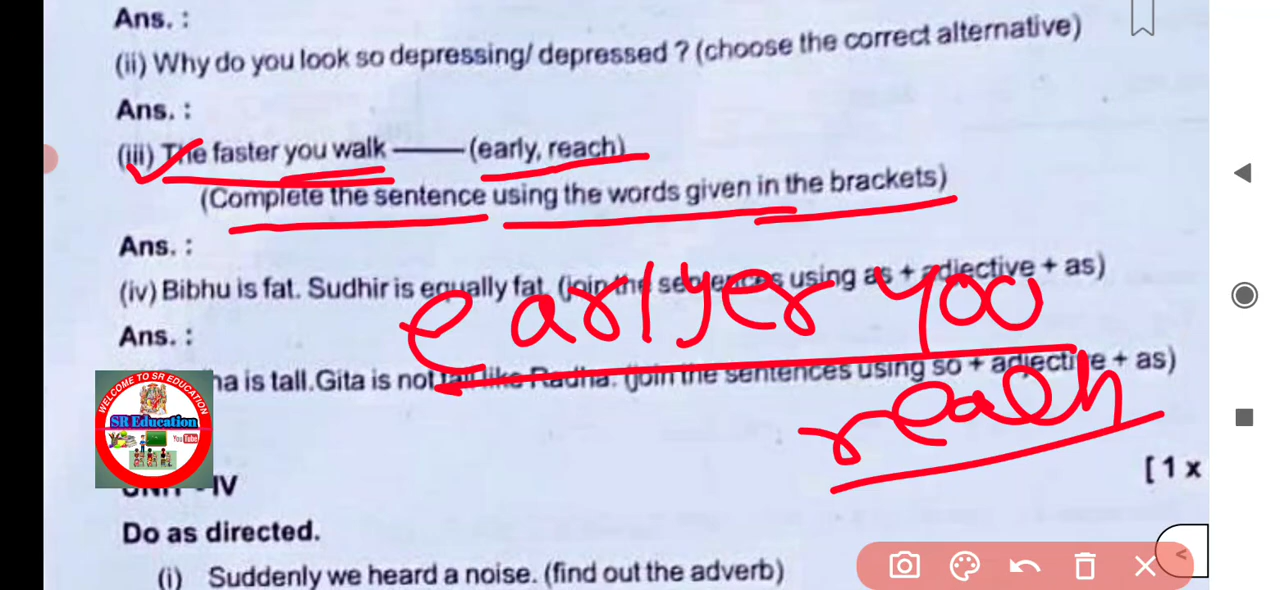 Ans. :
(ii) Why do you look so depressing/ depressed ? (choose the correct alternative)
Ans. :
(iii) The faster you walk ——— (early, reach)
(Complete the sentence using the words given in the brackets)
Ans. :
(iv) Bibhu is fat. Sudhir is equally fat. (join the sentences using as + adjective + as)
earlyer you
Ans. :
ha is tall.Gita is not tall like Radha. (join the sentences using so + adjective + as)
reach
WELCOME TO SR EDUCATION
SR Education
YouTube
[ 1 x
UNIT - IV
Do as directed.
(i) Suddenly we heard a noise. (find out the adverb)